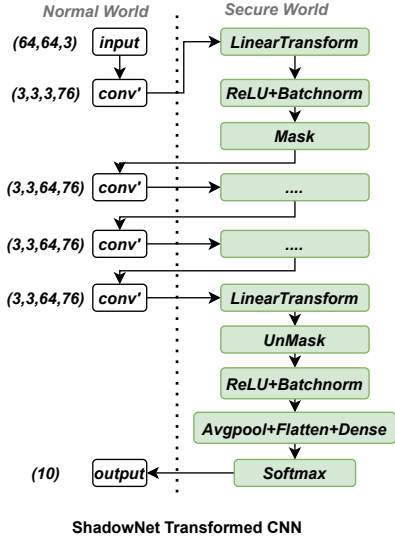 Normal World Secure World
(64,64,3) input LinearTransform
(3,3,3,76) conv' ReLU+Batchnorm
Mask
(3,3,64,76) conv' ....
(3,3,64,76) conv' ....
(3,3,64,76) conv' LinearTransform
UnMask
ReLU+Batchnorm
Avgpool+Flatten+Dense
(10) output Softmax
ShadowNet Transformed CNN